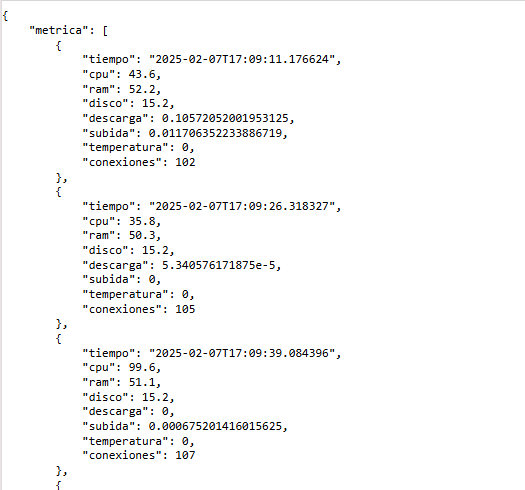 {
    "metrica": [
        {
            "tiempo": "2025-02-07T17:09:11.176624",
            "cpu": 43.6,
            "ram": 52.2,
            "disco": 15.2,
            "descarga": 0.10572052001953125,
            "subida": 0.011706352233886719,
            "temperatura": 0,
            "conexiones": 102
        },
        {
            "tiempo": "2025-02-07T17:09:26.318327",
            "cpu": 35.8,
            "ram": 50.3,
            "disco": 15.2,
            "descarga": 5.340576171875e-5,
            "subida": 0,
            "temperatura": 0,
            "conexiones": 105
        },
        {
            "tiempo": "2025-02-07T17:09:39.084396",
            "cpu": 99.6,
            "ram": 51.1,
            "disco": 15.2,
            "descarga": 0,
            "subida": 0.000675201416015625,
            "temperatura": 0,
            "conexiones": 107
        },
        {